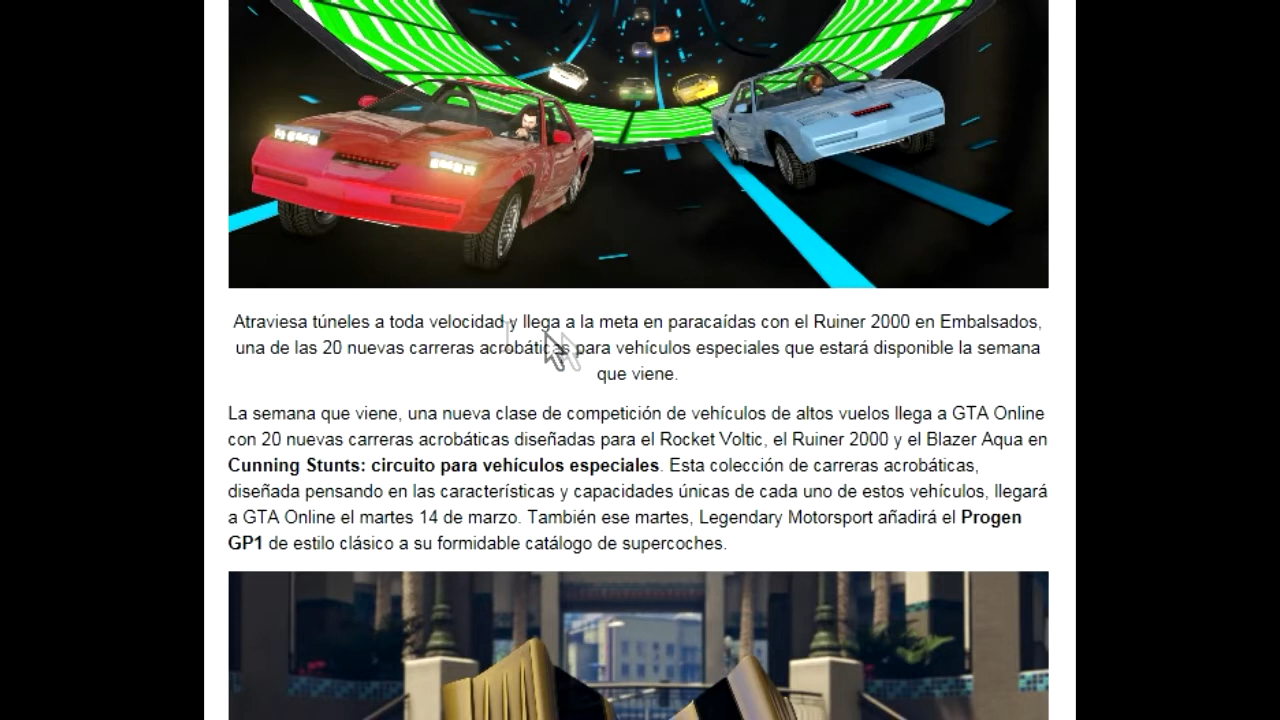 Atraviesa túneles a toda velocidad y llega a la meta en paracaídas con el Ruiner 2000 en Embalsados,
una de las 20 nuevas carreras acrobáticas para vehículos especiales que estará disponible la semana
que viene.
La semana que viene, una nueva clase de competición de vehículos de altos vuelos llega a GTA Online
con 20 nuevas carreras acrobáticas diseñadas para el Rocket Voltic, el Ruiner 2000 y el Blazer Aqua en
Cunning Stunts: circuito para vehículos especiales. Esta colección de carreras acrobáticas,
diseñada pensando en las características y capacidades únicas de cada uno de estos vehículos, llegará
a GTA Online el martes 14 de marzo. También ese martes, Legendary Motorsport añadirá el Progen
GP1 de estilo clásico a su formidable catálogo de supercoches.